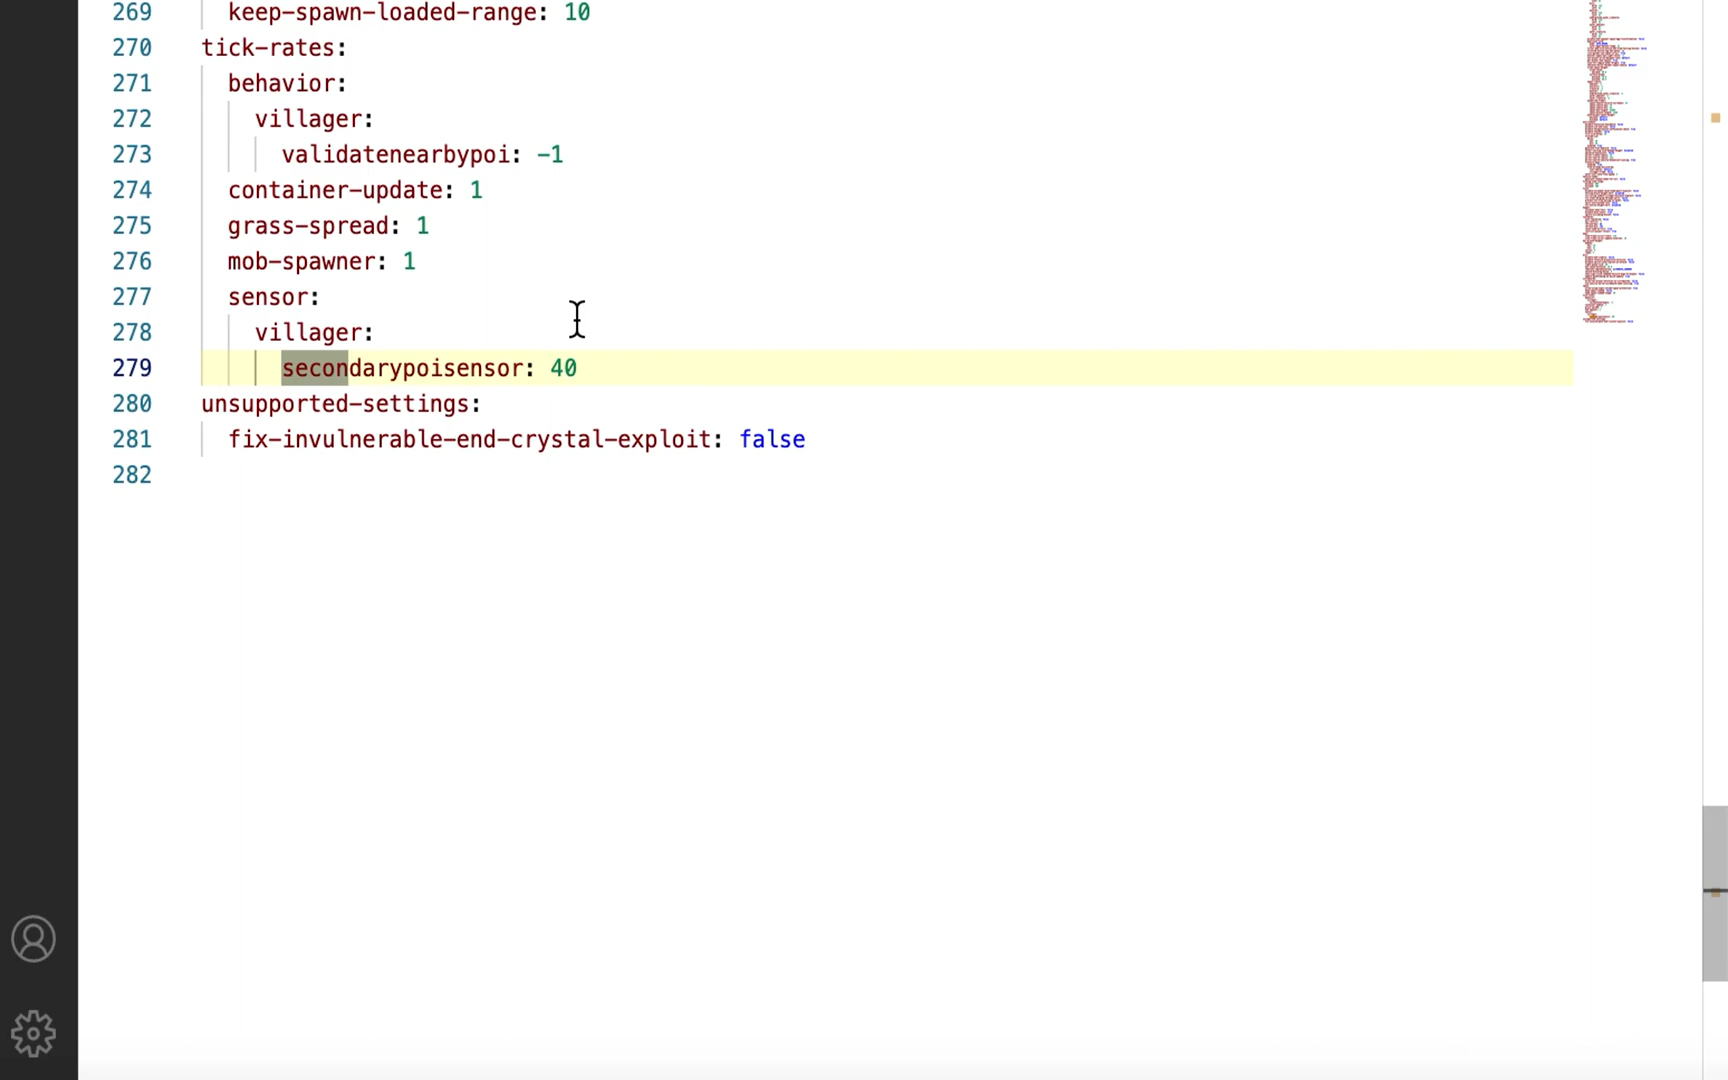 269 keep-spawn-loaded-range: 10
270 tick-rates:
271 behavior:
272 villager:
273 validatenearbypoi: -1
274 container-update: 1
275 grass-spread: 1
276 mob-spawner: 1
277 sensor:
278 villager:
279 secondarypoisensor: 40
280 unsupported-settings:
281 fix-invulnerable-end-crystal-exploit: false
282